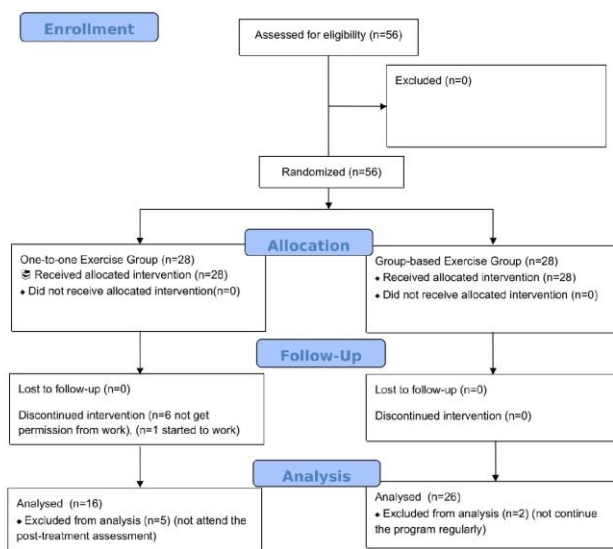 Enrollment
Assessed for eligibility (n=56)
Excluded (n=0)
Randomized (n=56)
Allocation
One-to-one Exercise Group (n=28)
Received allocated intervention (n=28)
◆ Did not receive allocated intervention(n=0)
Group-based Exercise Group (n=28)
◆ Received allocated intervention (n=28)
◆ Did not receive allocated intervention (n=0)
Follow-Up
Lost to follow-up (n=0)
Discontinued intervention (n=6 not get
permission from work), (n=1 started to work)
Lost to follow-up (n=0)
Discontinued intervention (n=0)
Analysis
Analysed (n=16)
◆ Excluded from analysis (n=5) (not attend the
post-treatment assessment)
Analysed (n=26)
◆ Excluded from analysis (n=2) (not continue
the program regularly)